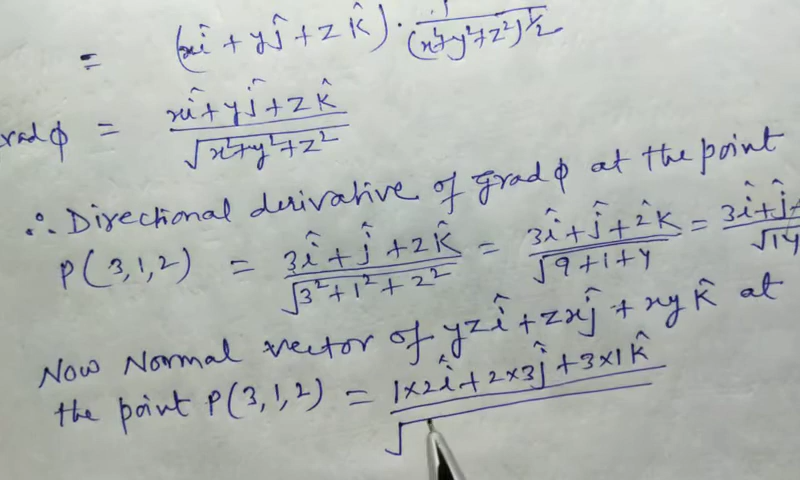 = (xî + yĵ + zk̂) · 1/(x²+y²+z²)^1/2
rad φ = xî + yĵ + zk̂ / √x²+y²+z²
∴ Directional derivative of grad φ at the point
P(3,1,2) = 3î + ĵ + 2k̂ / √3²+1²+2² = 3î + ĵ + 2k̂ / √9+1+4 = 3î + ĵ + / √14
Now Normal vector of yzî + zxĵ + xyk̂ at
the point P(3,1,2) = 1×2î + 2×3ĵ + 3×1k̂ / √